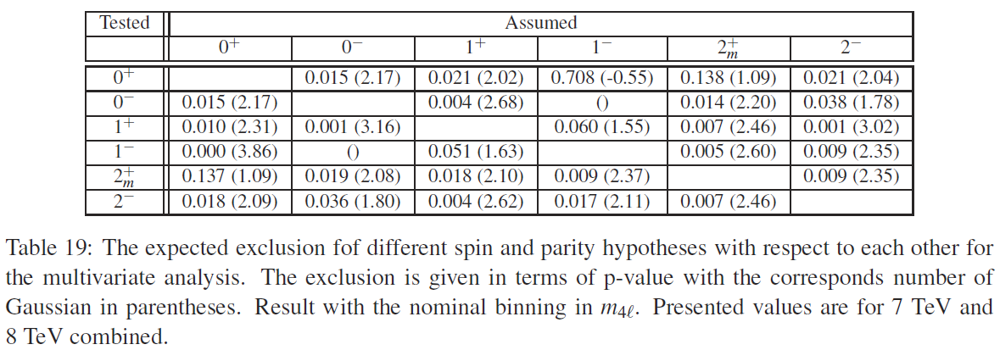 Tested Assumed
0⁺ 0⁻ 1⁺ 1⁻ 2ₘ⁺ 2⁻
0⁺ 0.015 (2.17) 0.021 (2.02) 0.708 (-0.55) 0.138 (1.09) 0.021 (2.04)
0⁻ 0.015 (2.17) 0.004 (2.68) () 0.014 (2.20) 0.038 (1.78)
1⁺ 0.010 (2.31) 0.001 (3.16) 0.060 (1.55) 0.007 (2.46) 0.001 (3.02)
1⁻ 0.000 (3.86) () 0.051 (1.63) 0.005 (2.60) 0.009 (2.35)
2ₘ⁺ 0.137 (1.09) 0.019 (2.08) 0.018 (2.10) 0.009 (2.37) 0.009 (2.35)
2⁻ 0.018 (2.09) 0.036 (1.80) 0.004 (2.62) 0.017 (2.11) 0.007 (2.46)
Table 19: The expected exclusion fof different spin and parity hypotheses with respect to each other for
the multivariate analysis. The exclusion is given in terms of p-value with the corresponds number of
Gaussian in parentheses. Result with the nominal binning in m₄ℓ. Presented values are for 7 TeV and
8 TeV combined.